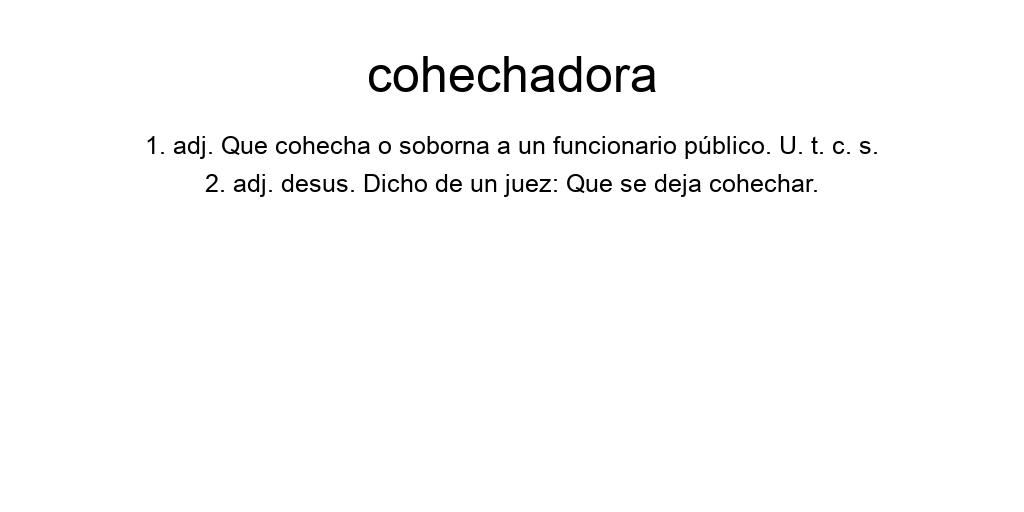 cohechadora
1. adj. Que cohecha o soborna a un funcionario público. U. t. c. s.
2. adj. desus. Dicho de un juez: Que se deja cohechar.